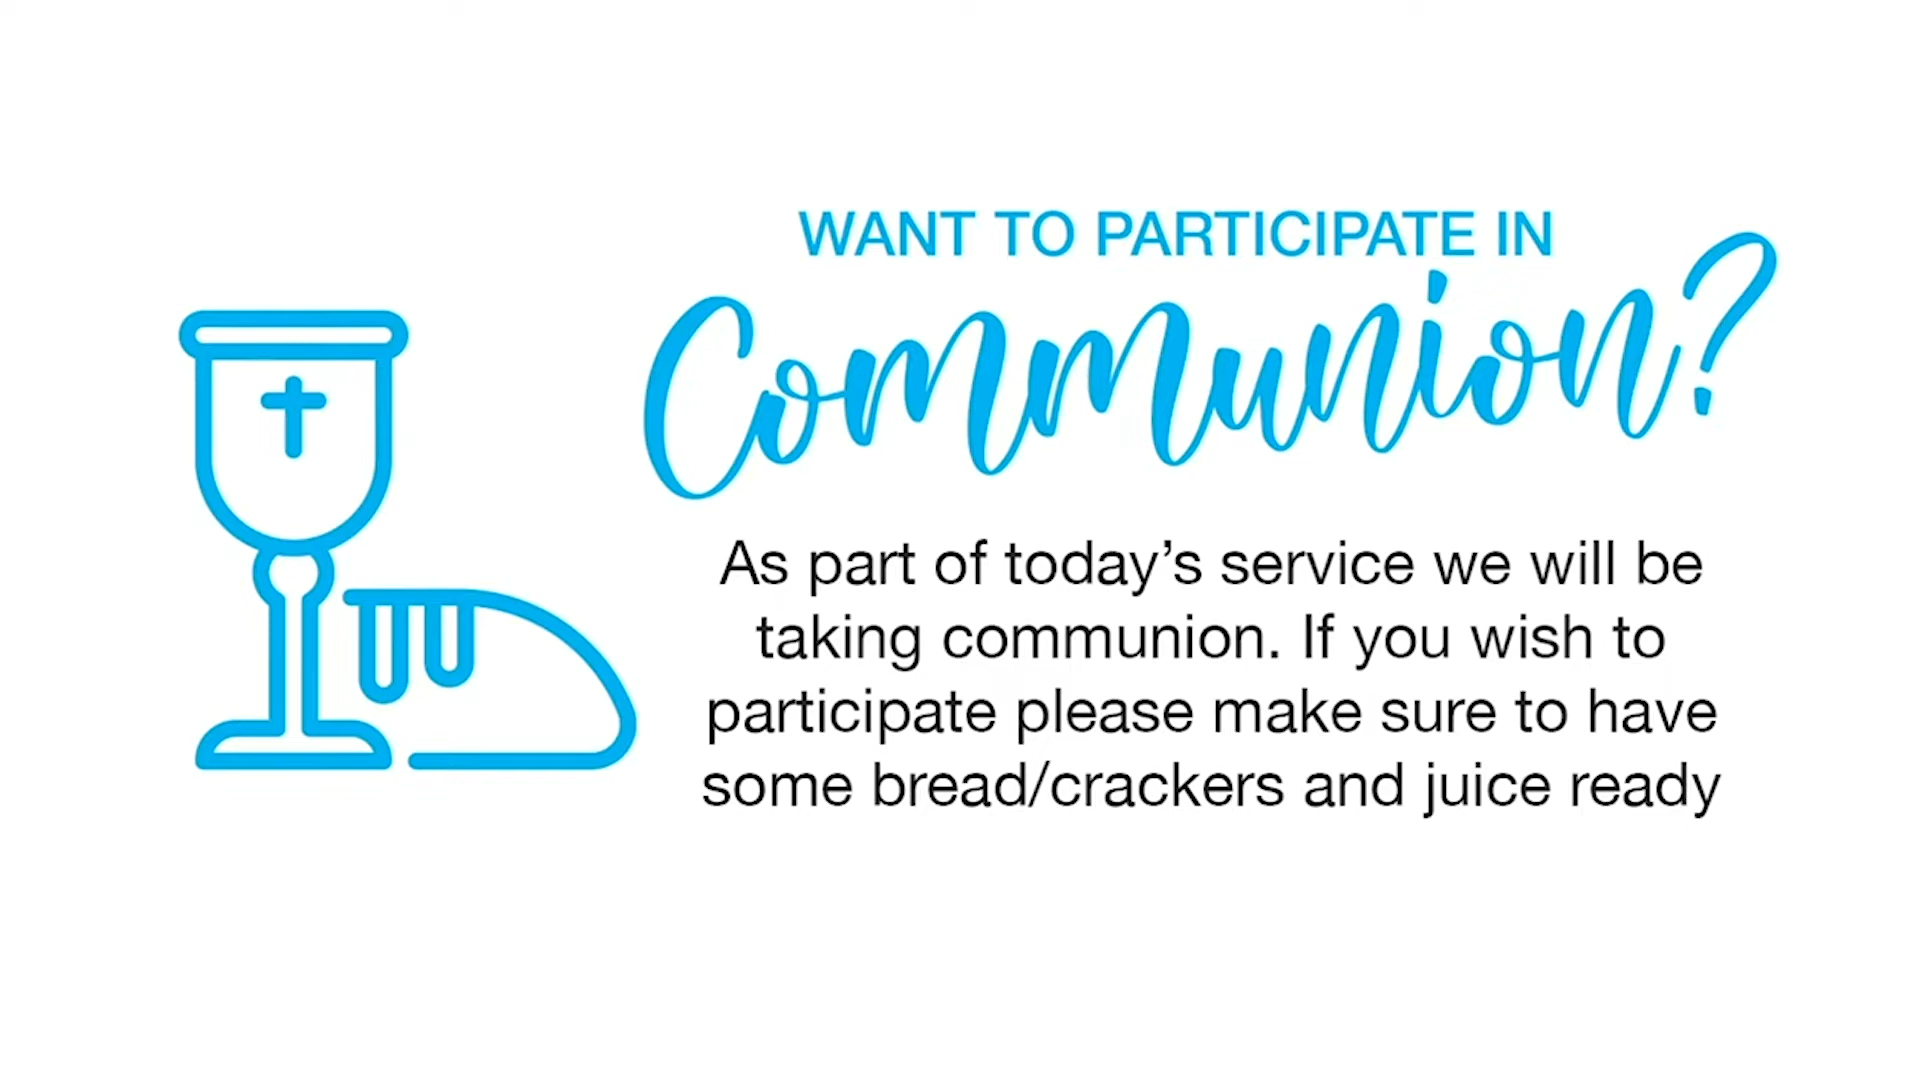 WANT TO PARTICIPATE IN
Communion?
As part of today’s service we will be
taking communion. If you wish to
participate please make sure to have
some bread/crackers and juice ready